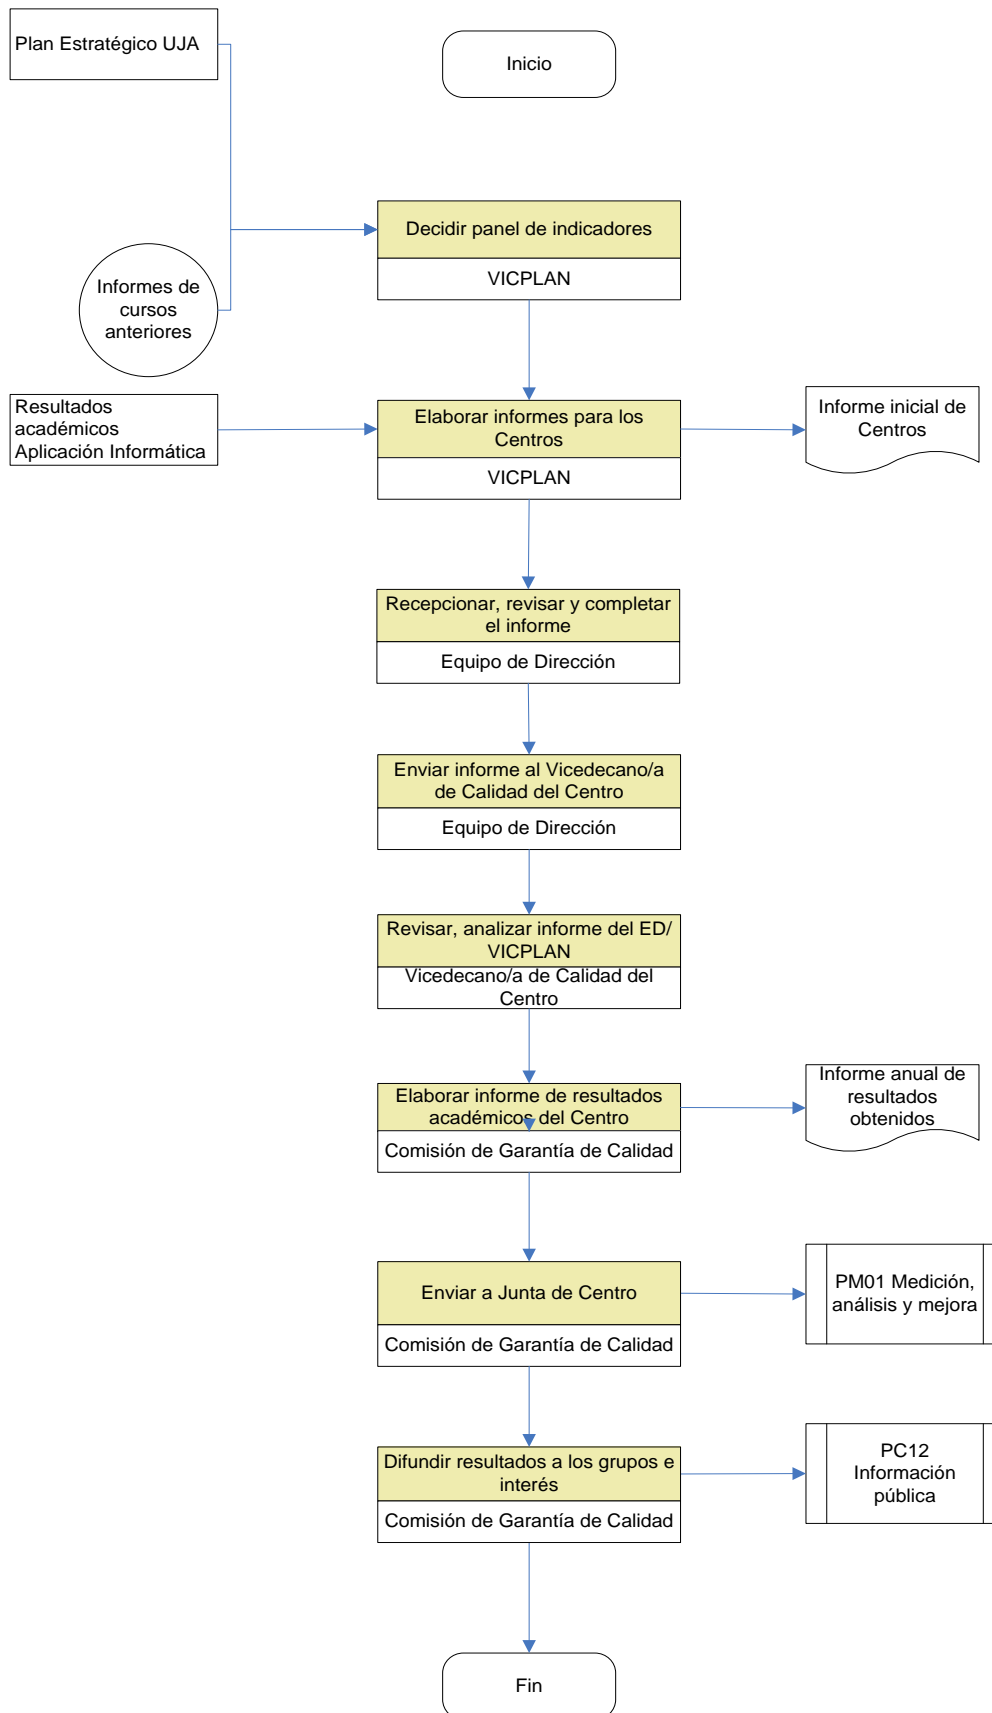 Plan Estratégico UJA
Inicio
Decidir panel de indicadores
VICPLAN
Informes de
cursos
anteriores
Resultados
académicos
Aplicación Informática
Elaborar informes para los
Centros
VICPLAN
Informe inicial de
Centros
Recepcionar, revisar y completar
el informe
Equipo de Dirección
Enviar informe al Vicedecano/a
de Calidad del Centro
Equipo de Dirección
Revisar, analizar informe del ED/
VICPLAN
Vicedecano/a de Calidad del
Centro
Elaborar informe de resultados
académicos del Centro
Comisión de Garantía de Calidad
Informe anual de
resultados
obtenidos
Enviar a Junta de Centro
Comisión de Garantía de Calidad
PM01 Medición,
análisis y mejora
Difundir resultados a los grupos e
interés
Comisión de Garantía de Calidad
PC12
Información
pública
Fin